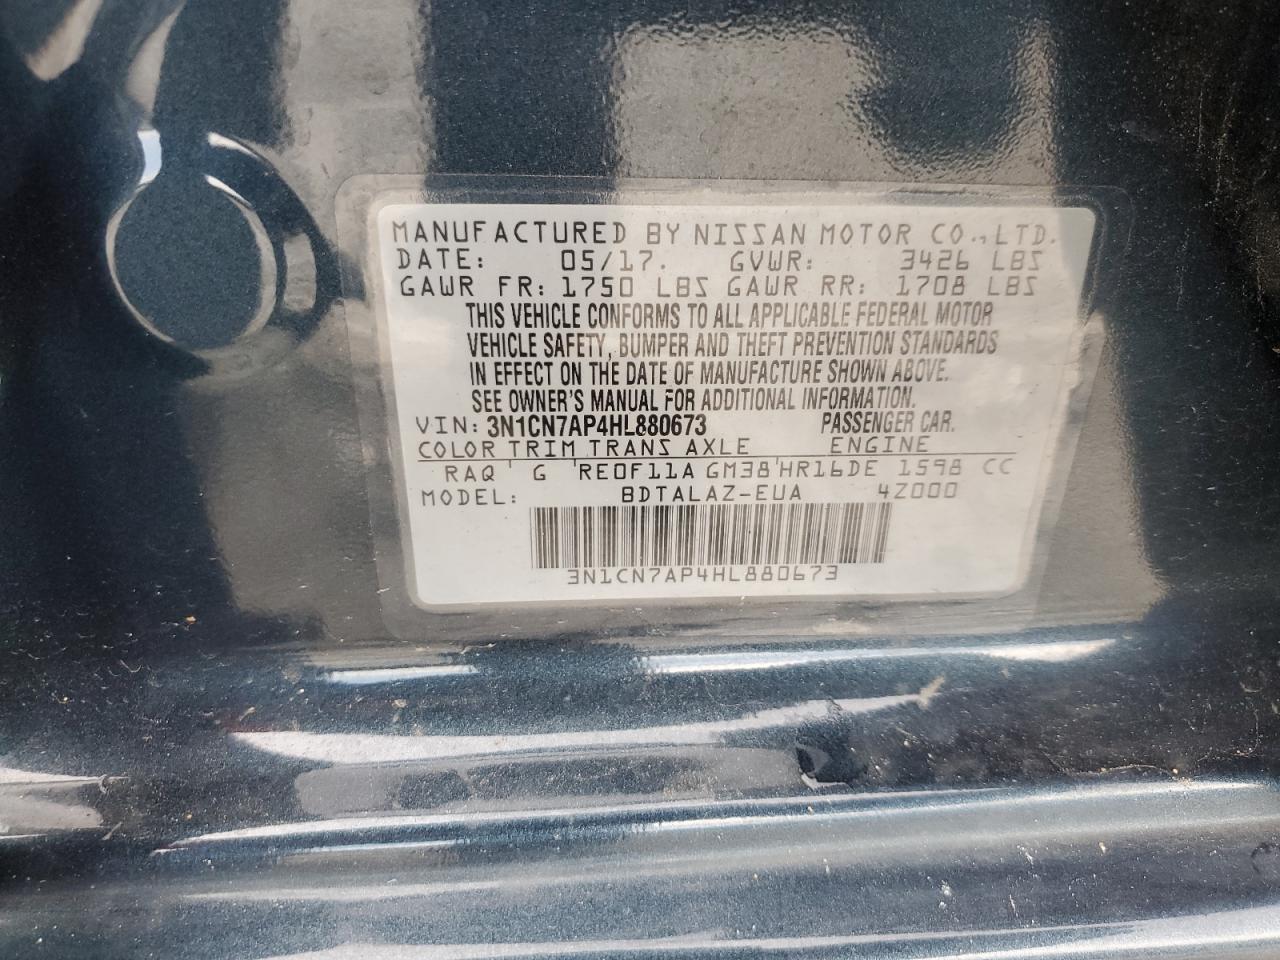 MANUFACTURED BY NISSAN MOTOR CO.,LTD.
DATE: 05/17. GVWR: 3426 LBS
GAWR FR: 1750 LBS GAWR RR: 1708 LBS
THIS VEHICLE CONFORMS TO ALL APPLICABLE FEDERAL MOTOR
VEHICLE SAFETY, BUMPER AND THEFT PREVENTION STANDARDS
IN EFFECT ON THE DATE OF MANUFACTURE SHOWN ABOVE.
SEE OWNER'S MANUAL FOR ADDITIONAL INFORMATION.
VIN: 3N1CN7AP4HL880673 PASSENGER CAR.
COLOR TRIM TRANS AXLE ENGINE
RAQ G RE0F11A GM38 HR16DE 1598 CC
MODEL: BDTALAZ-EUA 4Z000
3N1CN7AP4HL880673